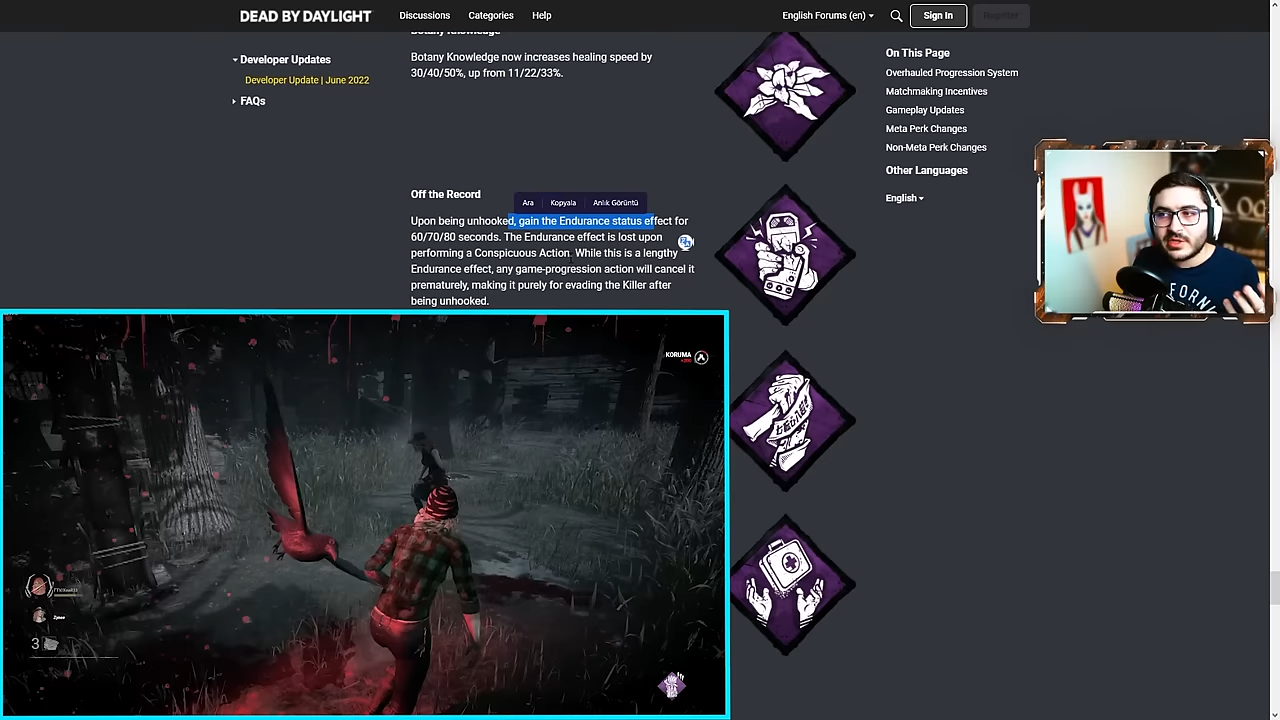 DEAD BY DAYLIGHT
Discussions
Categories
Help
English Forums (en)
Sign In
Register
Botany Knowledge
Developer Updates
Developer Update | June 2022
FAQs
Botany Knowledge now increases healing speed by
30/40/50%, up from 11/22/33%.
On This Page
Overhauled Progression System
Matchmaking Incentives
Gameplay Updates
Meta Perk Changes
Non-Meta Perk Changes
Other Languages
English
Off the Record
Ara
Kopyala
Anlık Görüntü
Upon being unhooked, gain the Endurance status effect for
60/70/80 seconds. The Endurance effect is lost upon
performing a Conspicuous Action. While this is a lengthy
Endurance effect, any game-progression action will cancel it
prematurely, making it purely for evading the Killer after
being unhooked.
KORUMA
3